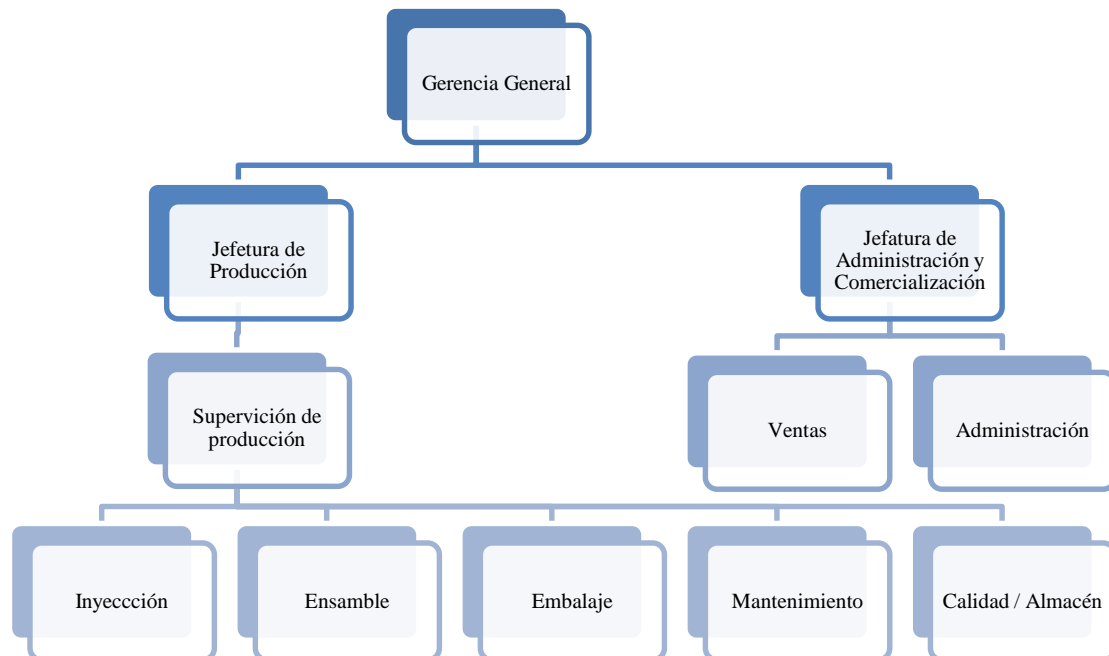 Gerencia General
Jefetura de
Producción
Jefatura de
Administración y
Comercialización
Supervición de
producción
Ventas
Administración
Inyeccción
Ensamble
Embalaje
Mantenimiento
Calidad / Almacén